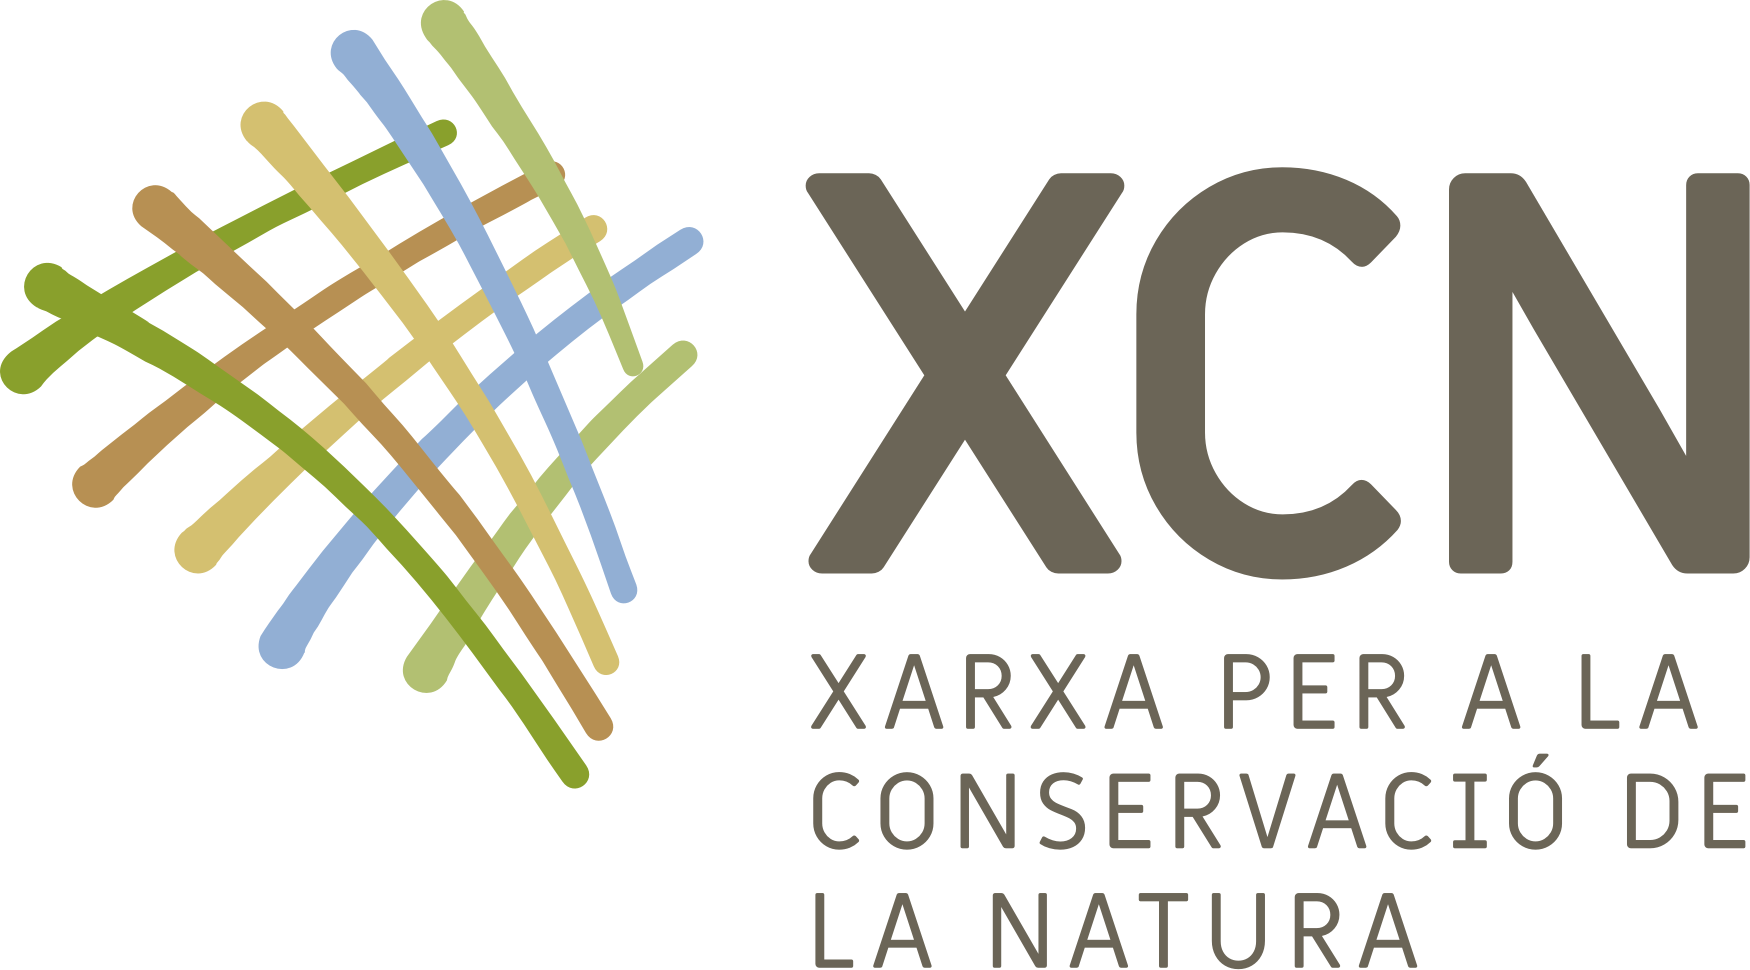 XCN
XARXA PER A LA
CONSERVACIÓ DE
LA NATURA